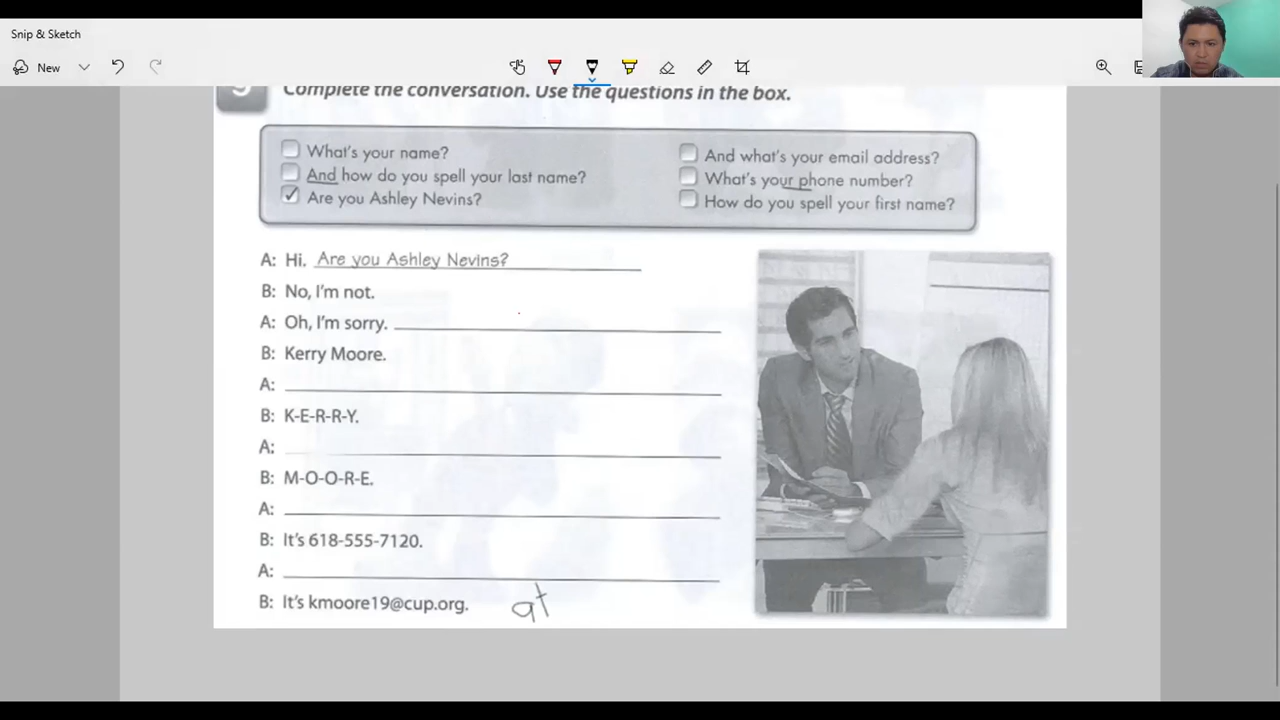 Snip & Sketch
New
Complete the conversation. Use the questions in the box.
What's your name?
And how do you spell your last name?
Are you Ashley Nevins?
And what's your email address?
What's your phone number?
How do you spell your first name?
A: Hi. Are you Ashley Nevins?
B: No, I'm not.
A: Oh, I'm sorry.
B: Kerry Moore.
A:
B: K-E-R-R-Y.
A:
B: M-O-O-R-E.
A:
B: It's 618-555-7120.
A:
B: It's kmoore19@cup.org. at